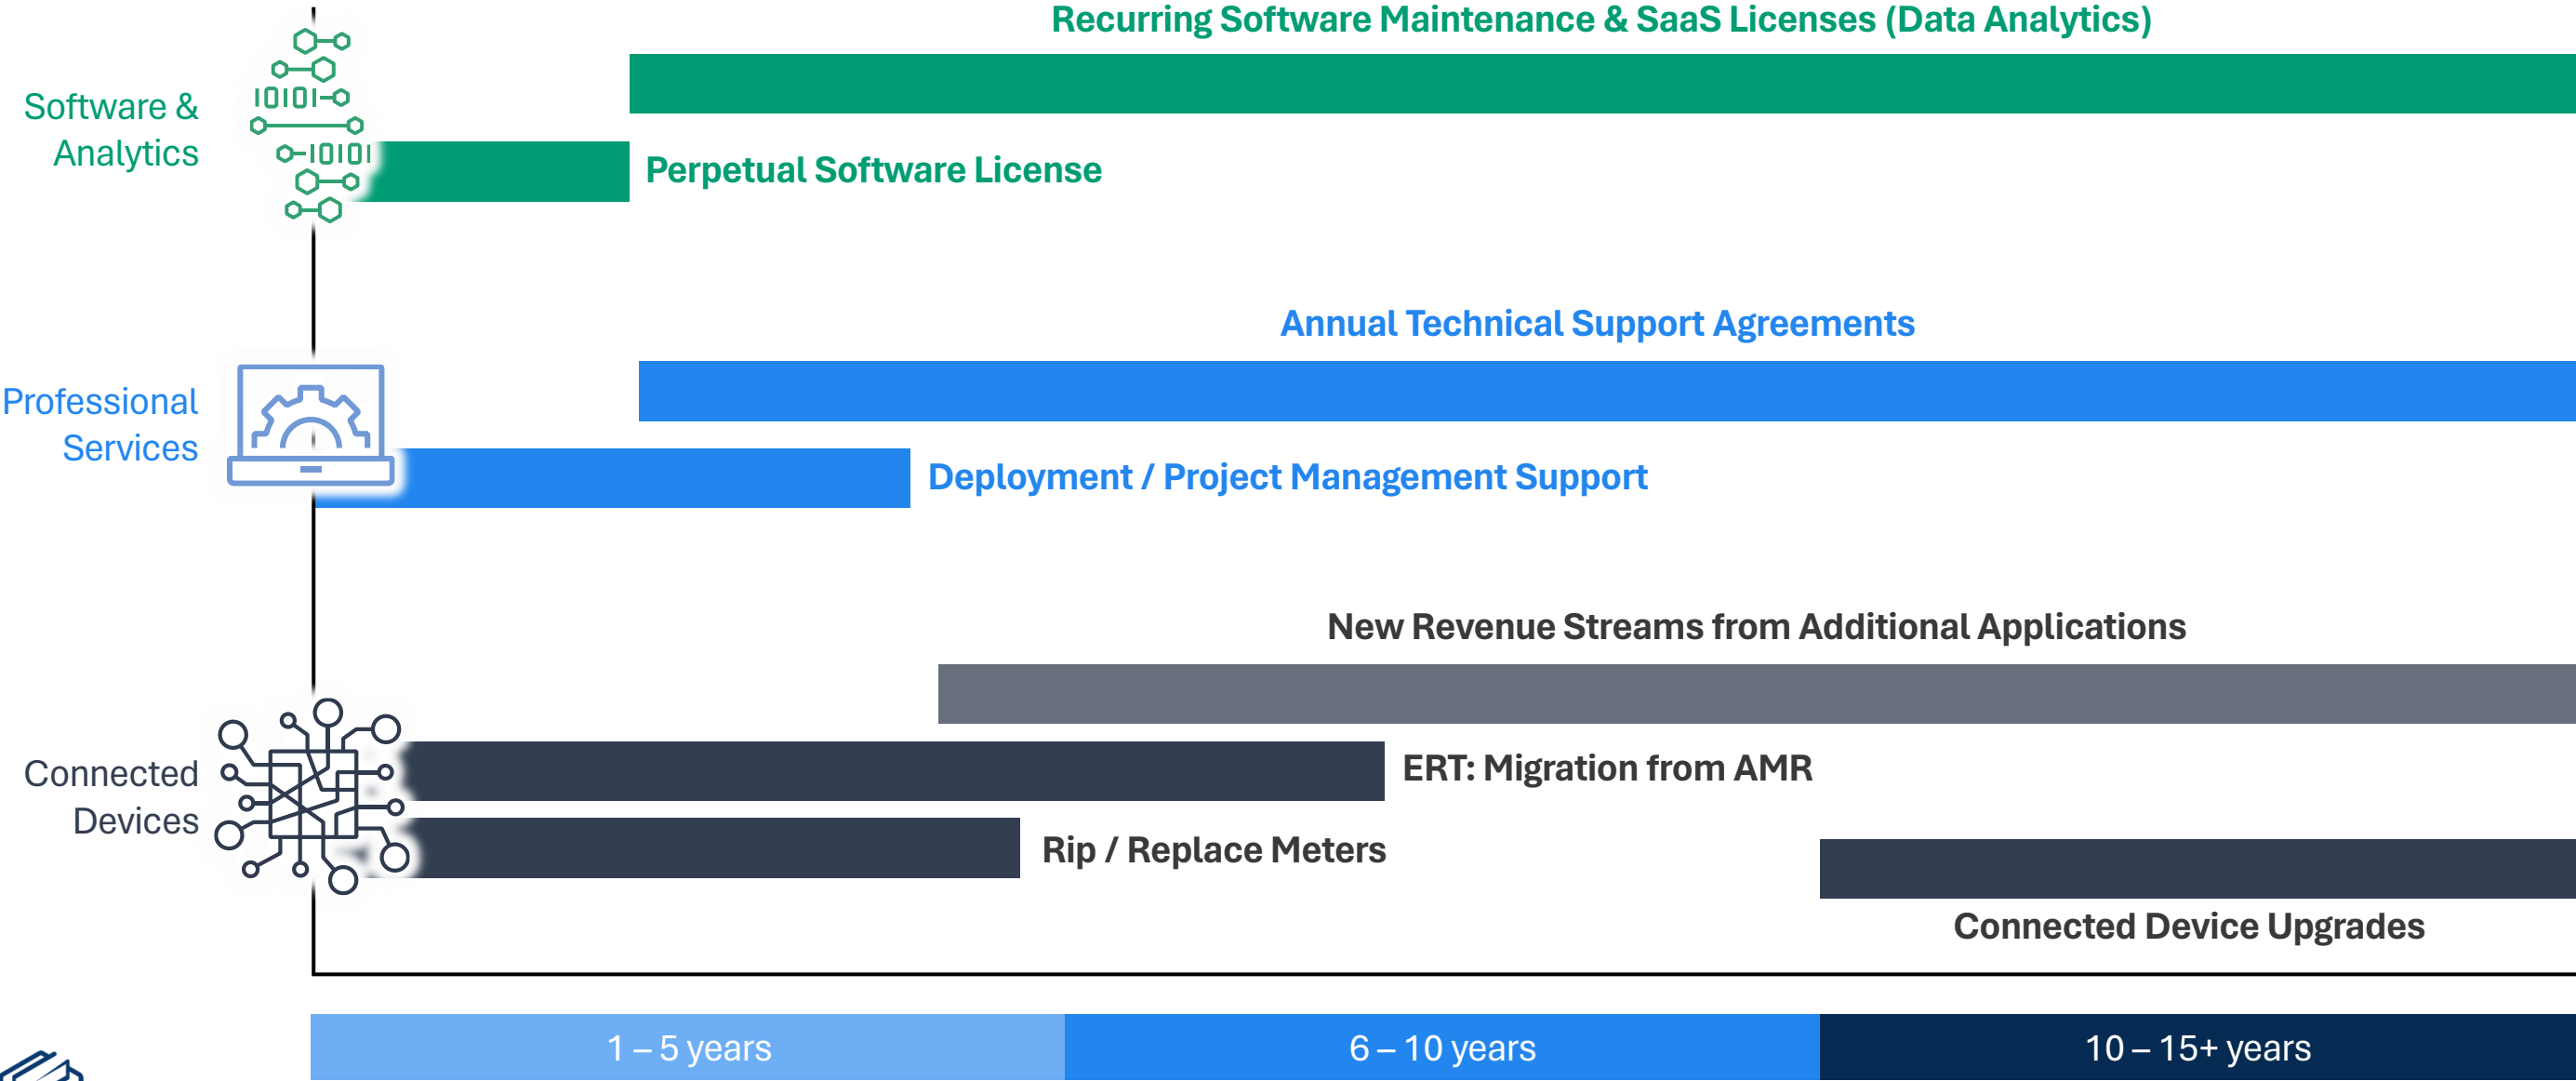 Recurring Software Maintenance & SaaS Licenses (Data Analytics)
Software &
Analytics
Perpetual Software License
Annual Technical Support Agreements
Professional
Services
Deployment / Project Management Support
New Revenue Streams from Additional Applications
Connected
Devices
ERT: Migration from AMR
Rip / Replace Meters
Connected Device Upgrades
1 – 5 years
6 – 10 years
10 – 15+ years